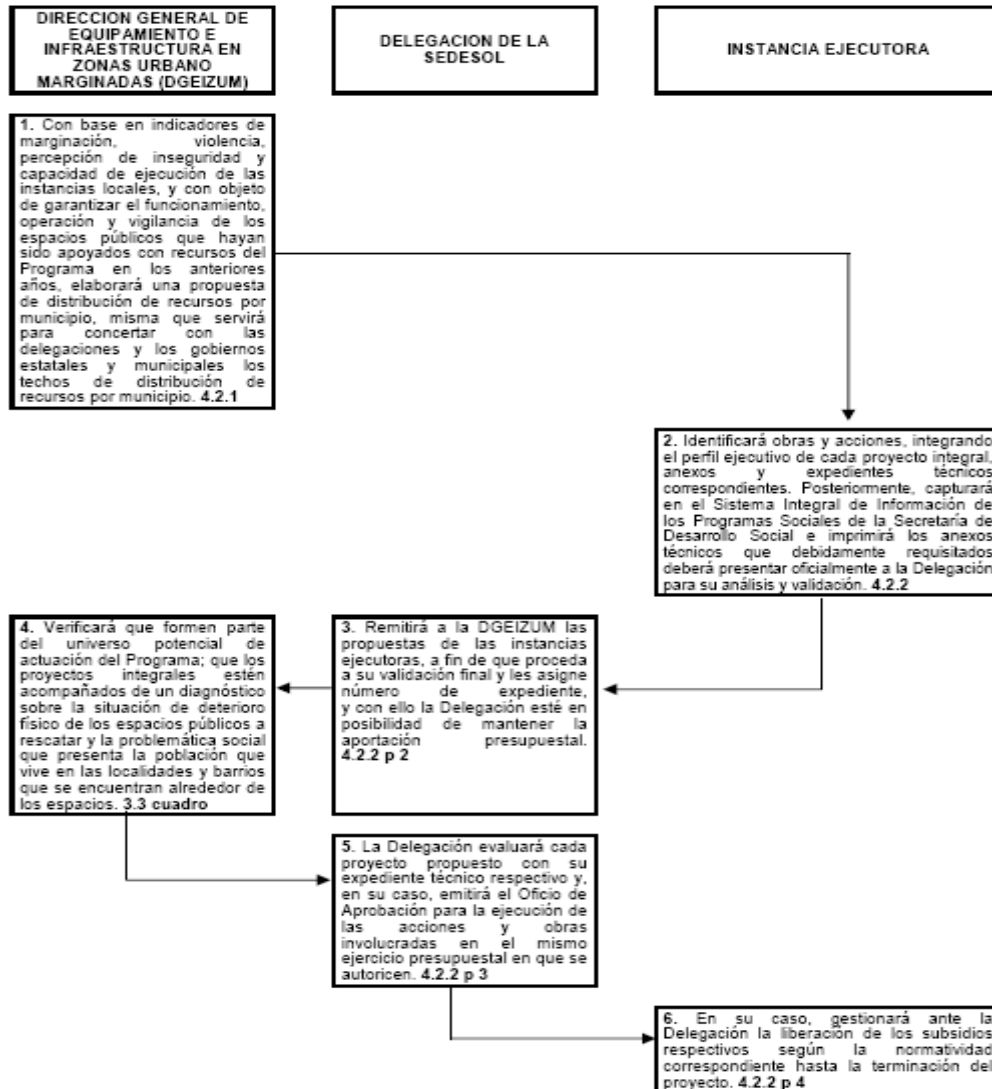 DIRECCION GENERAL DE
EQUIPAMIENTO E
INFRAESTRUCTURA EN
ZONAS URBANO
MARGINADAS (DGEIZUM)
DELEGACION DE LA
SEDESOL
INSTANCIA EJECUTORA
1. Con base en indicadores de
marginación, violencia,
percepción de inseguridad y
capacidad de ejecución de las
instancias locales, y con objeto
de garantizar el funcionamiento,
operación y vigilancia de los
espacios públicos que hayan
sido apoyados con recursos del
Programa en los anteriores
años, elaborará una propuesta
de distribución de recursos por
municipio, misma que servirá
para concertar con las
delegaciones y los gobiernos
estatales y municipales los
techos de distribución de
recursos por municipio. 4.2.1
2. Identificará obras y acciones, integrando
el perfil ejecutivo de cada proyecto integral,
anexos y expedientes técnicos
correspondientes. Posteriormente, capturará
en el Sistema Integral de Información de
los Programas Sociales de la Secretaría de
Desarrollo Social e imprimirá los anexos
técnicos que debidamente requisitados
deberá presentar oficialmente a la Delegación
para su análisis y validación. 4.2.2
3. Remitirá a la DGEIZUM las
propuestas de las instancias
ejecutoras, a fin de que proceda
a su validación final y les asigne
número de expediente,
y con ello la Delegación esté en
posibilidad de mantener la
aportación presupuestal.
4.2.2 p 2
4. Verificará que formen parte
del universo potencial de
actuación del Programa; que los
proyectos integrales estén
acompañados de un diagnóstico
sobre la situación de deterioro
físico de los espacios públicos a
rescatar y la problemática social
que presenta la población que
vive en las localidades y barrios
que se encuentran alrededor de
los espacios. 3.3 cuadro
5. La Delegación evaluará cada
proyecto propuesto con su
expediente técnico respectivo y,
en su caso, emitirá el Oficio de
Aprobación para la ejecución de
las acciones y obras
involucradas en el mismo
ejercicio presupuestal en que se
autoricen. 4.2.2 p 3
6. En su caso, gestionará ante la
Delegación la liberación de los subsidios
respectivos según la normatividad
correspondiente hasta la terminación del
proyecto. 4.2.2 p 4